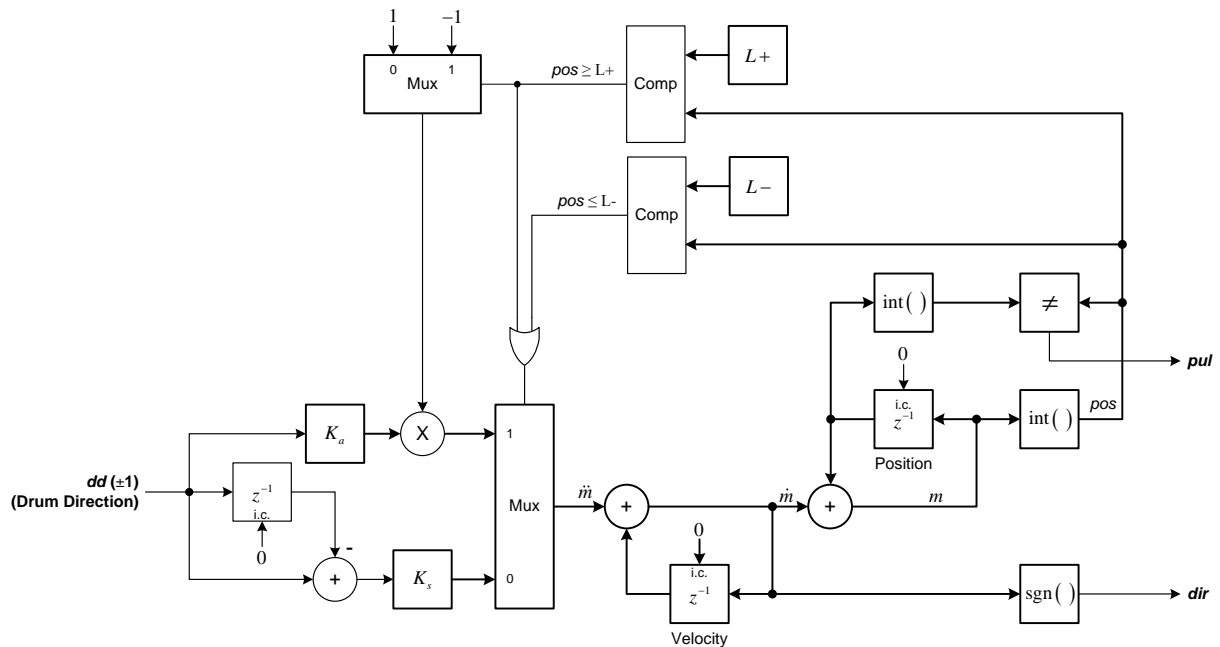 1
−1
0
1
Mux
pos ≥ L+
Comp
L+
pos ≤ L-
Comp
L−
int( )
≠
pul
0
i.c.
z⁻¹
Position
int( )
pos
Kₐ
X
1
dd (±1)
(Drum Direction)
z⁻¹
i.c.
0
-
+
Kₛ
Mux
0
m̈
+
ṁ
+
m
0
i.c.
z⁻¹
Velocity
sgn( )
dir